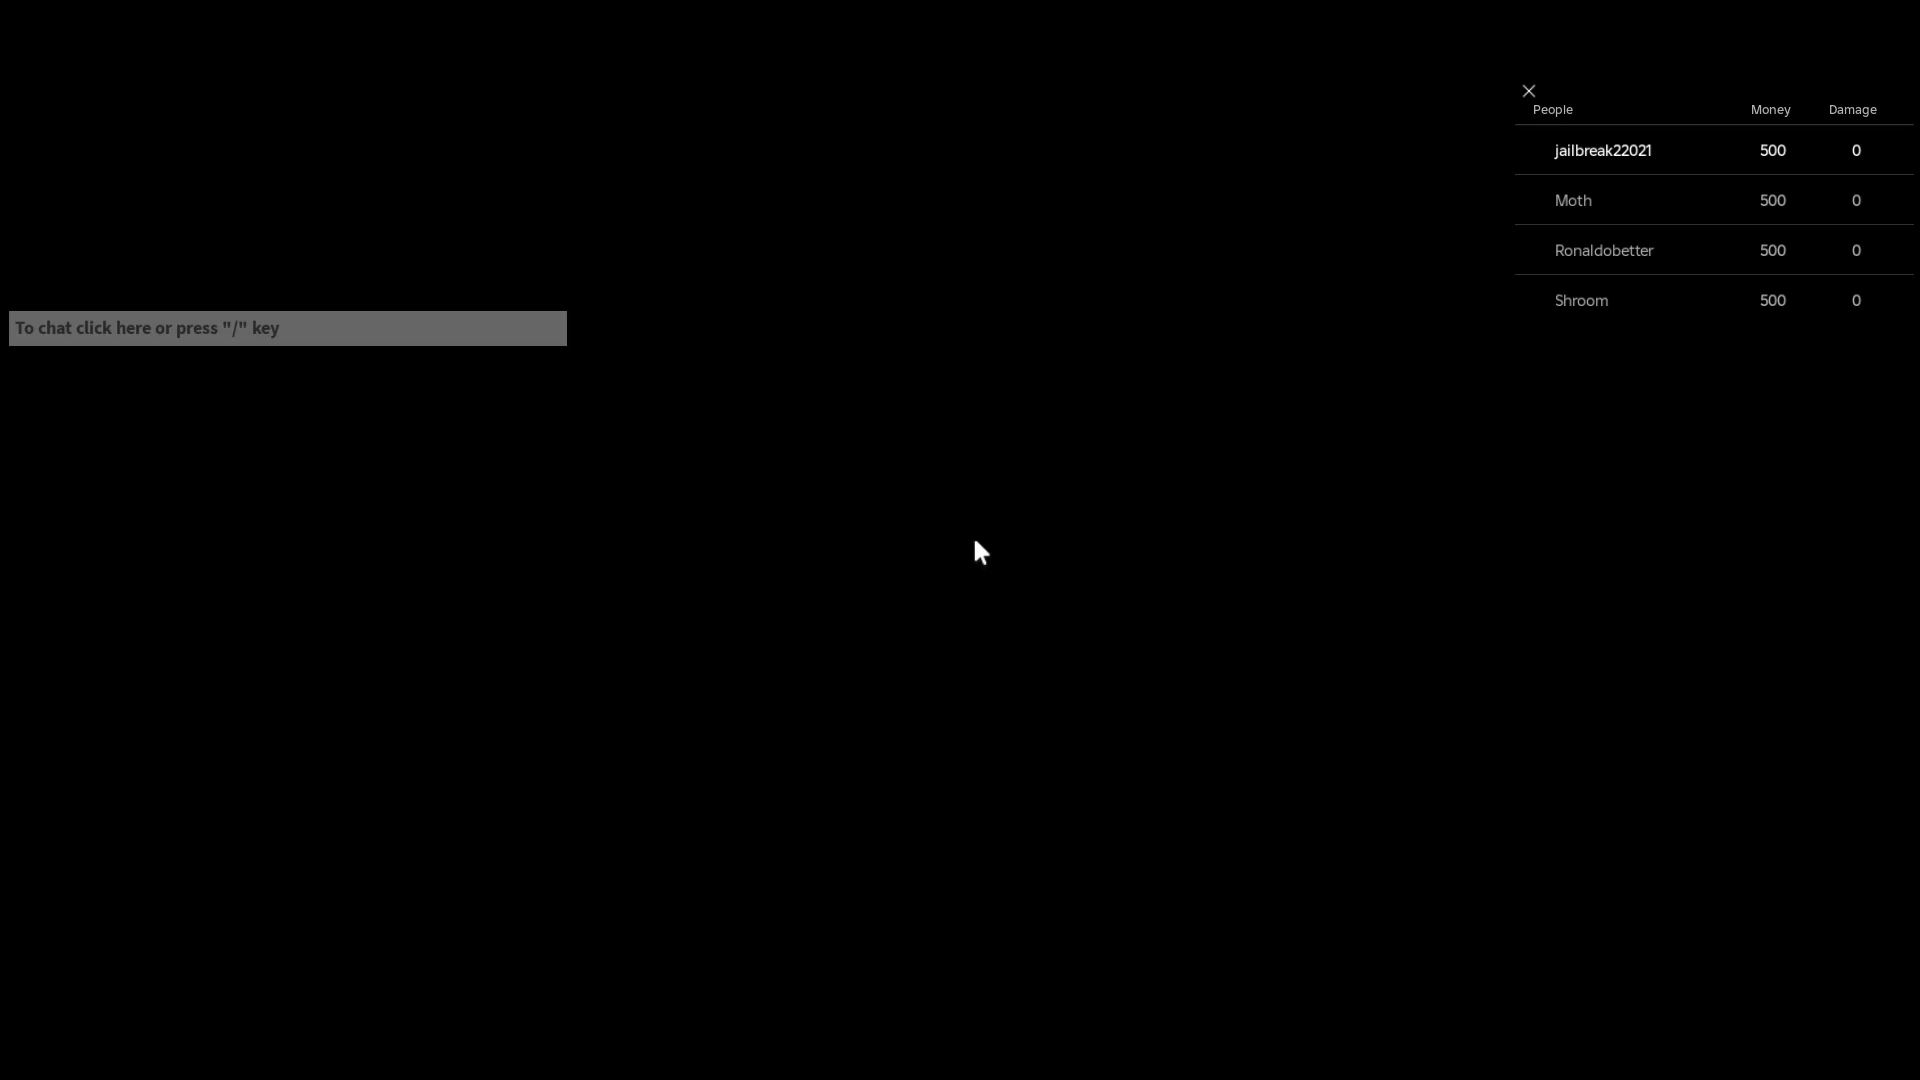 People Money Damage
jailbreak22021 500 0
Moth 500 0
Ronaldobetter 500 0
Shroom 500 0
To chat click here or press "/" key